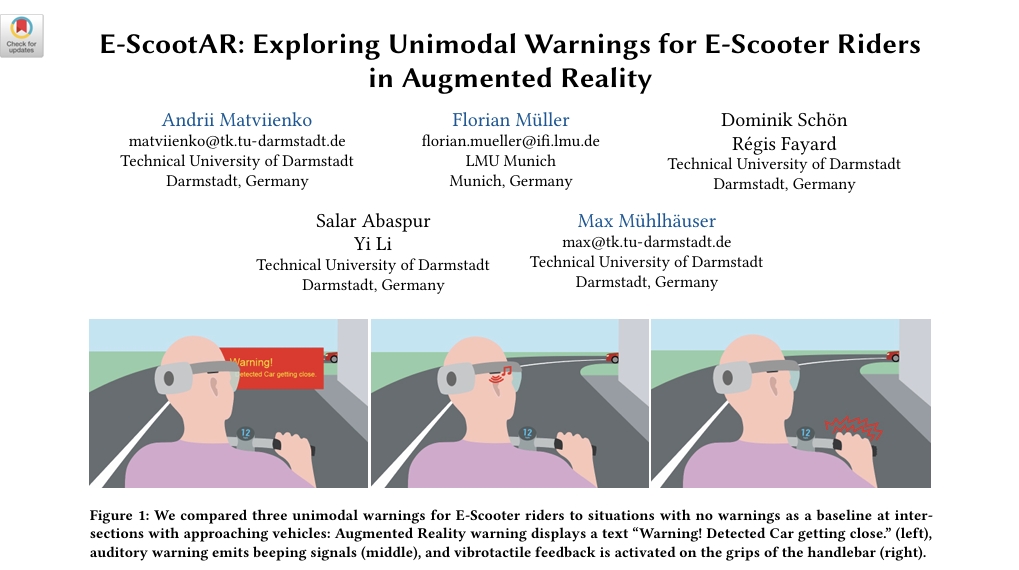 Check for
updates
E-ScootAR: Exploring Unimodal Warnings for E-Scooter Riders
in Augmented Reality
Andrii Matviienko
matviienko@tk.tu-darmstadt.de
Technical University of Darmstadt
Darmstadt, Germany
Florian Müller
florian.mueller@ifi.lmu.de
LMU Munich
Munich, Germany
Dominik Schön
Régis Fayard
Technical University of Darmstadt
Darmstadt, Germany
Salar Abaspur
Yi Li
Technical University of Darmstadt
Darmstadt, Germany
Max Mühlhäuser
max@tk.tu-darmstadt.de
Technical University of Darmstadt
Darmstadt, Germany
Warning!
etected Car getting close.
12
12
12
Figure 1: We compared three unimodal warnings for E-Scooter riders to situations with no warnings as a baseline at inter-
sections with approaching vehicles: Augmented Reality warning displays a text “Warning! Detected Car getting close.” (left),
auditory warning emits beeping signals (middle), and vibrotactile feedback is activated on the grips of the handlebar (right).